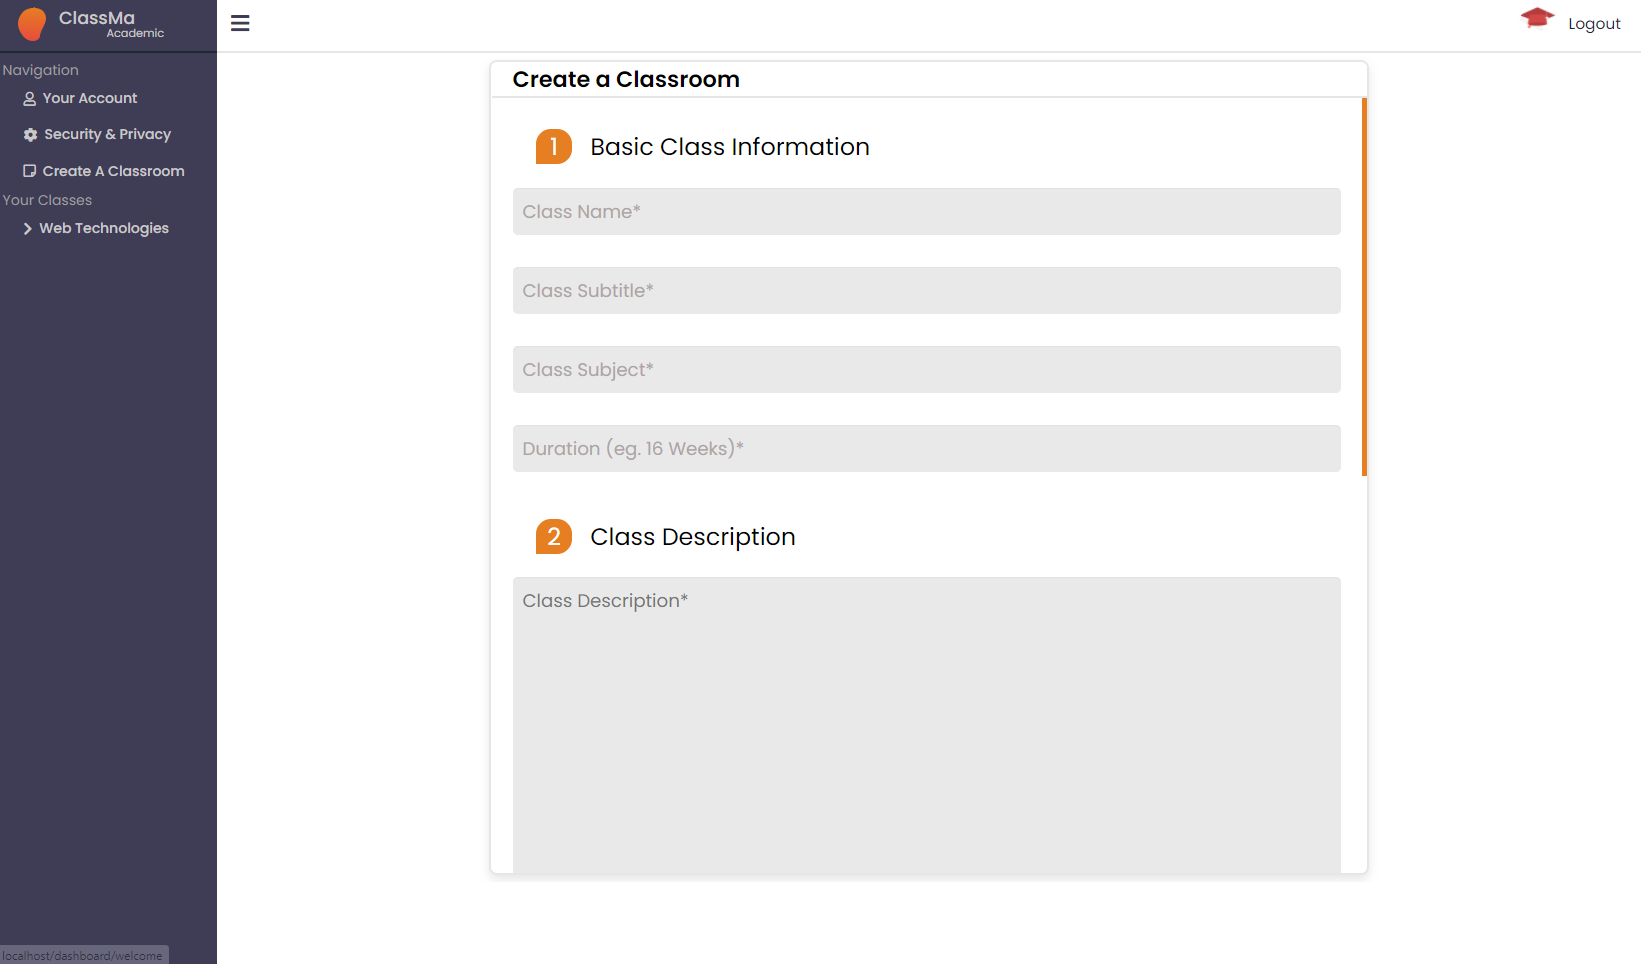 ClassMa
Academic
Logout
Navigation
Your Account
Security & Privacy
Create A Classroom
Your Classes
Web Technologies
Create a Classroom
1 Basic Class Information
Class Name*
Class Subtitle*
Class Subject*
Duration (eg. 16 Weeks)*
2 Class Description
Class Description*
localhost/dashboard/welcome